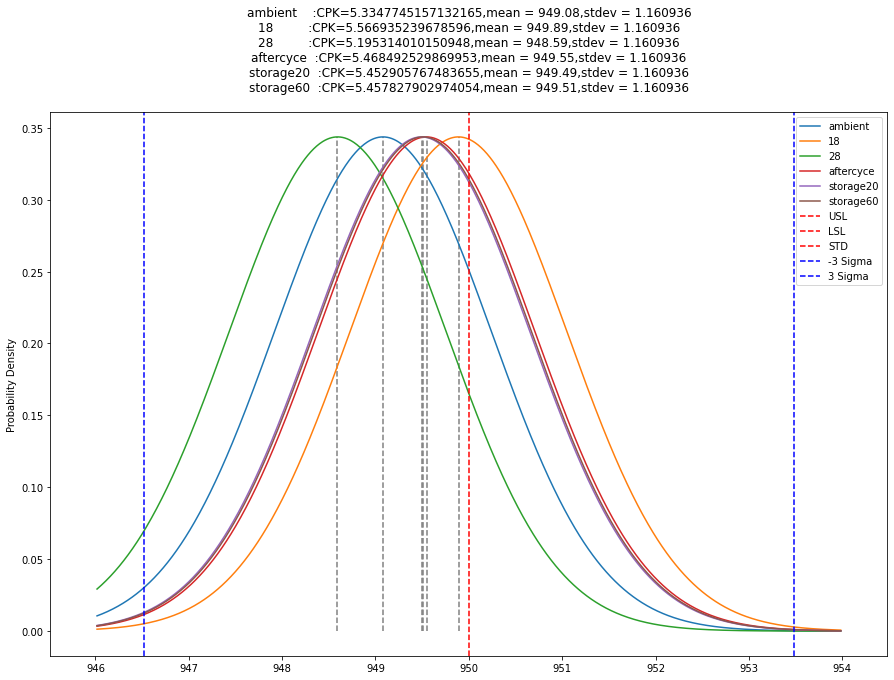 ambient    :CPK=5.3347745157132165,mean = 949.08,stdev = 1.160936
18         :CPK=5.566935239678596,mean = 949.89,stdev = 1.160936
28         :CPK=5.195314010150948,mean = 948.59,stdev = 1.160936
aftercyce  :CPK=5.468492529869953,mean = 949.55,stdev = 1.160936
storage20  :CPK=5.452905767483655,mean = 949.49,stdev = 1.160936
storage60  :CPK=5.457827902974054,mean = 949.51,stdev = 1.160936
Probability Density
0.35
0.30
0.25
0.20
0.15
0.10
0.05
0.00
946 947 948 949 950 951 952 953 954
ambient
18
28
aftercyce
storage20
storage60
USL
LSL
STD
-3 Sigma
3 Sigma